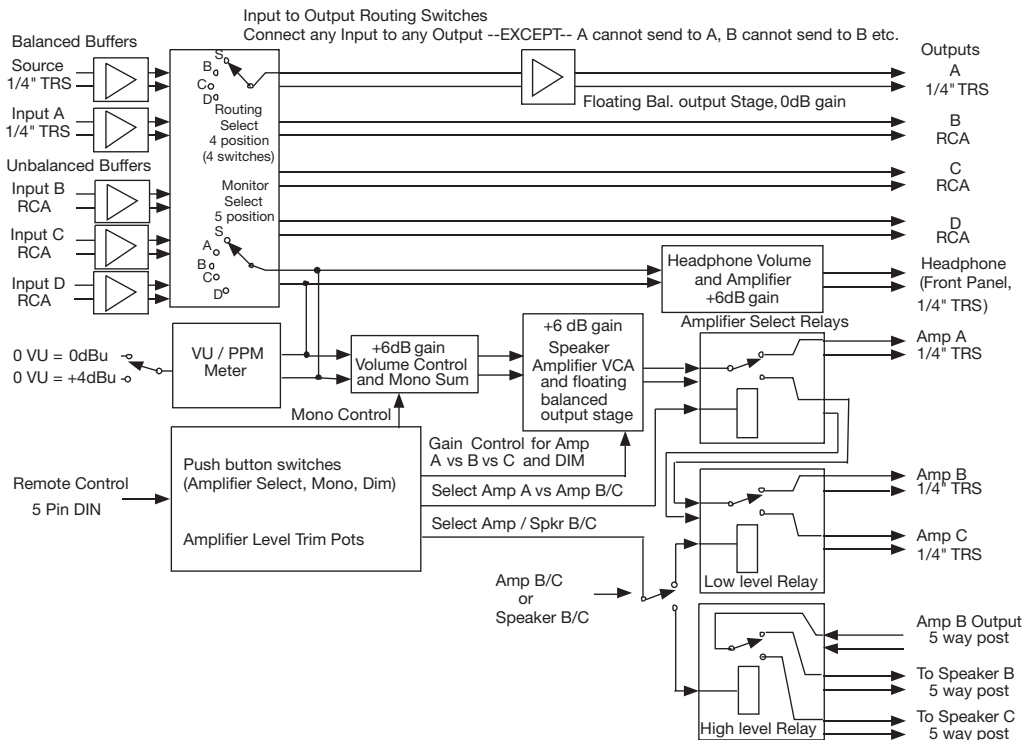 Input to Output Routing Switches
Connect any Input to any Output --EXCEPT-- A cannot send to A, B cannot send to B etc.
Balanced Buffers
Source
1/4" TRS
Input A
1/4" TRS
Unbalanced Buffers
Input B
RCA
Input C
RCA
Input D
RCA
S
B
C
D
Routing
Select
4 position
(4 switches)
Monitor
Select
5 position
S
A
B
C
D
Floating Bal. output Stage, 0dB gain
Outputs
A
1/4" TRS
B
RCA
C
RCA
D
RCA
Headphone Volume
and Amplifier
+6dB gain
Headphone
(Front Panel,
1/4" TRS)
0 VU = 0dBu
0 VU = +4dBu
VU / PPM
Meter
+6dB gain
Volume Control
and Mono Sum
+6 dB gain
Speaker
Amplifier VCA
and floating
balanced
output stage
Amplifier Select Relays
Amp A
1/4" TRS
Mono Control
Remote Control
5 Pin DIN
Push button switches
(Amplifier Select, Mono, Dim)
Amplifier Level Trim Pots
Gain Control for Amp
A vs B vs C and DIM
Select Amp A vs Amp B/C
Select Amp / Spkr B/C
Amp B
1/4" TRS
Amp C
1/4" TRS
Low level Relay
Amp B/C
or
Speaker B/C
Amp B Output
5 way post
To Speaker B
5 way post
To Speaker C
5 way post
High level Relay